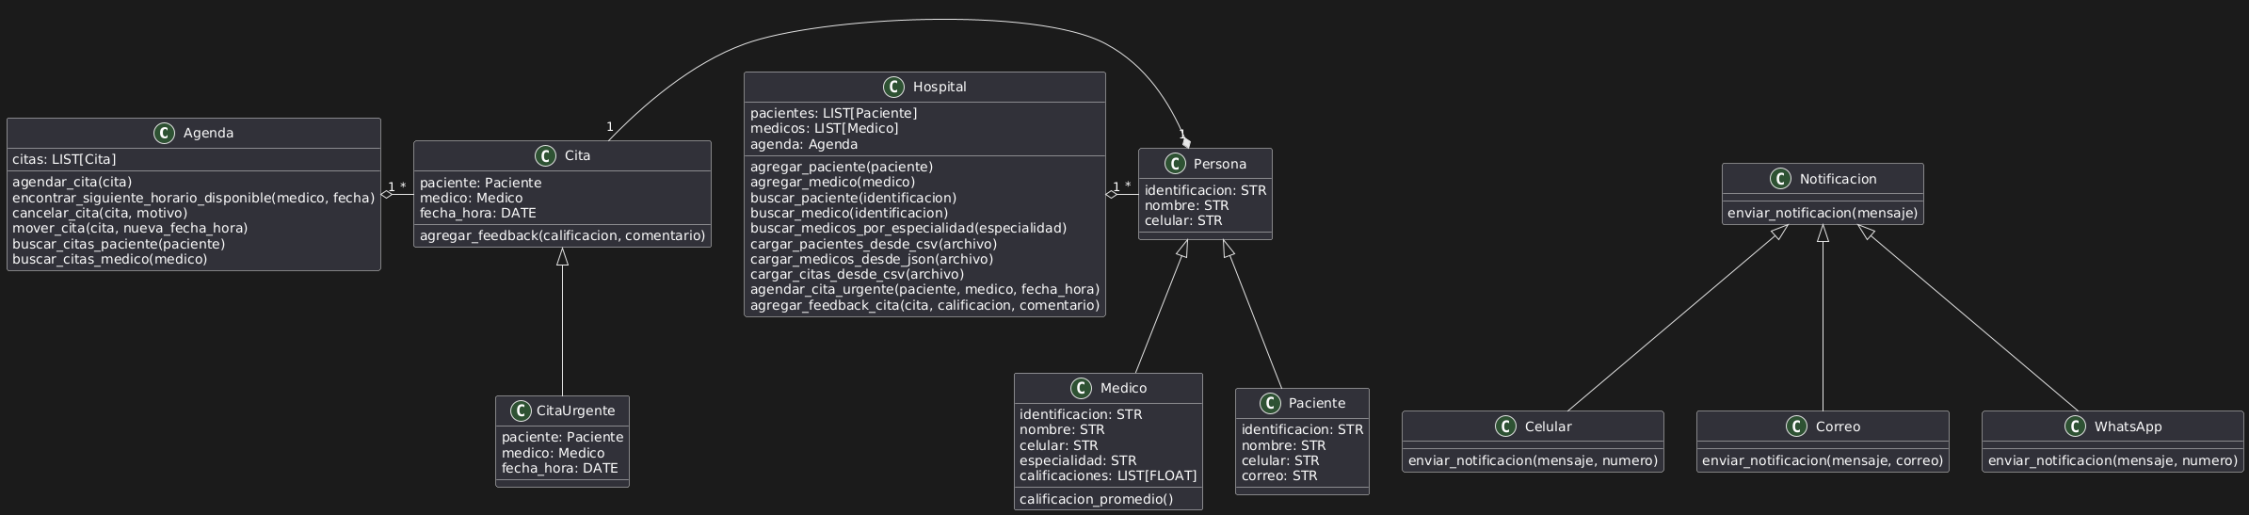 C Agenda
citas: LIST[Cita]
agendar_cita(cita)
encontrar_siguiente_horario_disponible(medico, fecha)
cancelar_cita(cita, motivo)
mover_cita(cita, nueva_fecha_hora)
buscar_citas_paciente(paciente)
buscar_citas_medico(medico)
1 *
1
C Cita
paciente: Paciente
medico: Medico
fecha_hora: DATE
agregar_feedback(calificacion, comentario)
C CitaUrgente
paciente: Paciente
medico: Medico
fecha_hora: DATE
C Hospital
pacientes: LIST[Paciente]
medicos: LIST[Medico]
agenda: Agenda
agregar_paciente(paciente)
agregar_medico(medico)
buscar_paciente(identificacion)
buscar_medico(identificacion)
buscar_medicos_por_especialidad(especialidad)
cargar_pacientes_desde_csv(archivo)
cargar_medicos_desde_json(archivo)
cargar_citas_desde_csv(archivo)
agendar_cita_urgente(paciente, medico, fecha_hora)
agregar_feedback_cita(cita, calificacion, comentario)
1 *
1
C Persona
identificacion: STR
nombre: STR
celular: STR
C Medico
identificacion: STR
nombre: STR
celular: STR
especialidad: STR
calificaciones: LIST[FLOAT]
calificacion_promedio()
C Paciente
identificacion: STR
nombre: STR
celular: STR
correo: STR
C Notificacion
enviar_notificacion(mensaje)
C Celular
enviar_notificacion(mensaje, numero)
C Correo
enviar_notificacion(mensaje, correo)
C WhatsApp
enviar_notificacion(mensaje, numero)